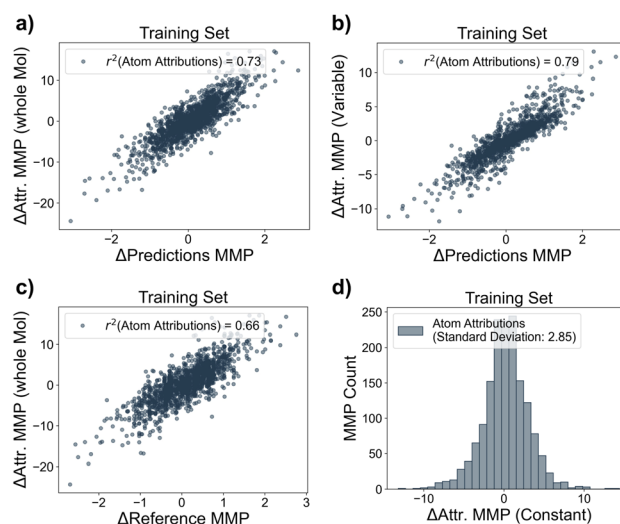 a)
Training Set
r²(Atom Attributions) = 0.73
ΔAttr. MMP (whole Mol)
10
0
−10
−20
−2
0
2
ΔPredictions MMP
b)
Training Set
r²(Atom Attributions) = 0.79
ΔAttr. MMP (Variable)
10
5
0
−5
−10
−2
0
2
ΔPredictions MMP
c)
Training Set
r²(Atom Attributions) = 0.66
ΔAttr. MMP (whole Mol)
10
0
−10
−20
−2
−1
0
1
2
3
ΔReference MMP
d)
Training Set
Atom Attributions
(Standard Deviation: 2.85)
MMP Count
250
200
150
100
50
0
−10
0
10
ΔAttr. MMP (Constant)